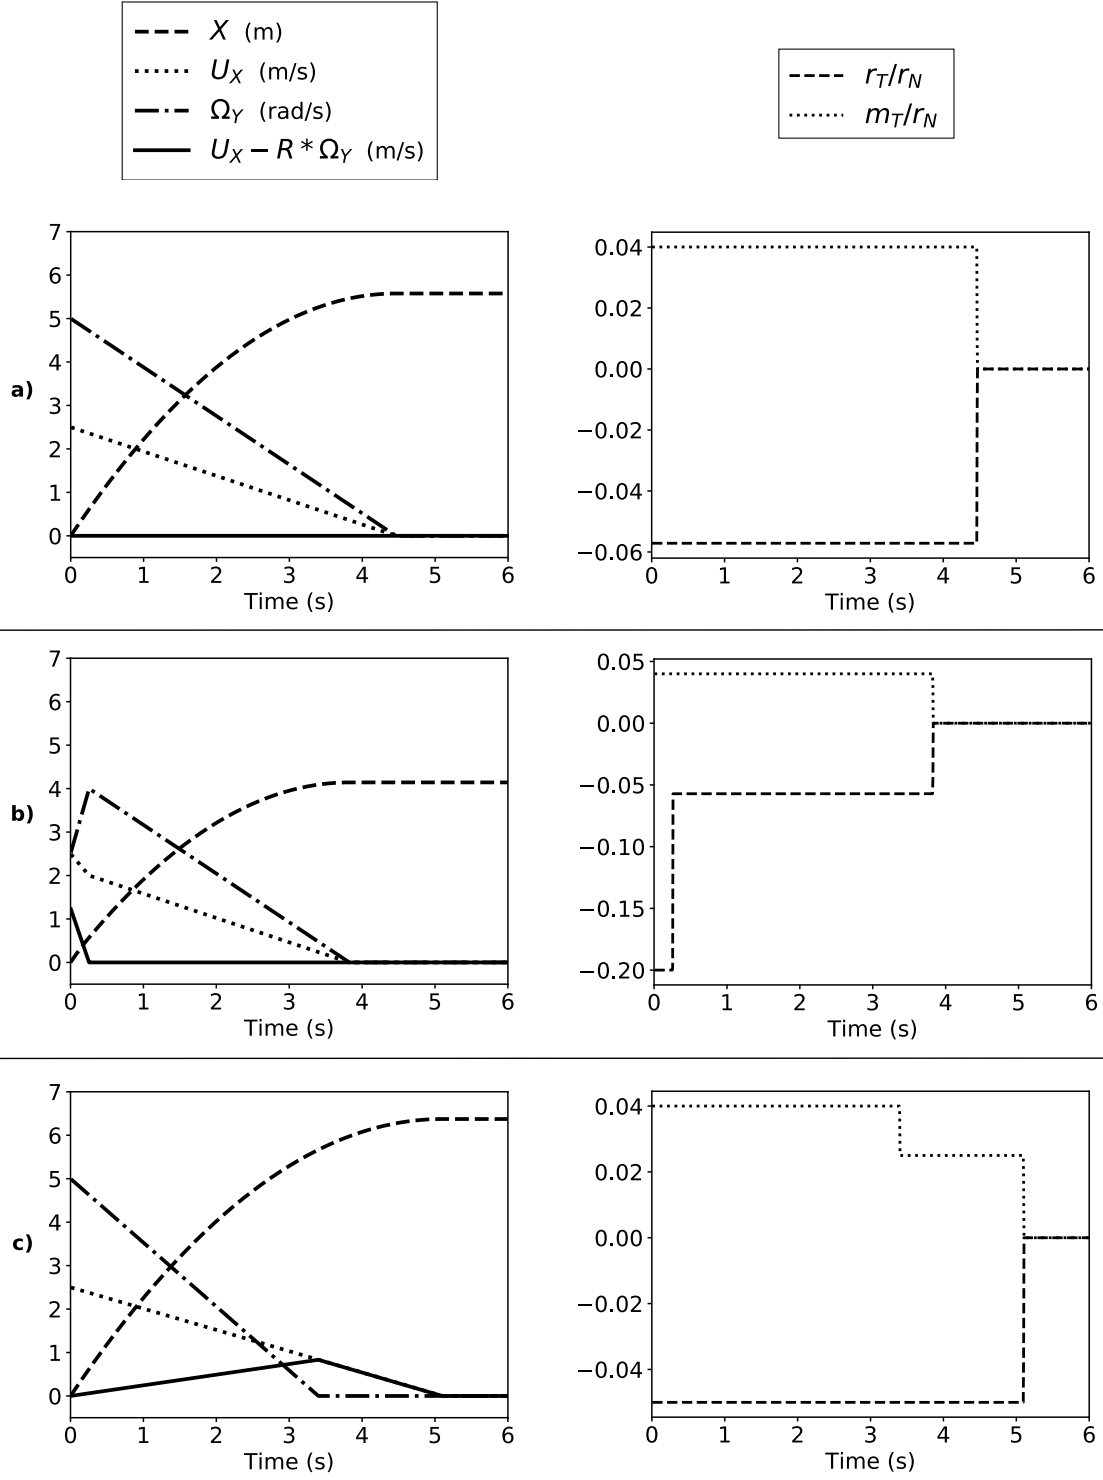 X (m)
U_X (m/s)
Ω_Y (rad/s)
U_X − R * Ω_Y (m/s)
r_T/r_N
m_T/r_N
a)
7
6
5
4
3
2
1
0
0 1 2 3 4 5 6
Time (s)
0.04
0.02
0.00
−0.02
−0.04
−0.06
0 1 2 3 4 5 6
Time (s)
b)
7
6
5
4
3
2
1
0
0 1 2 3 4 5 6
Time (s)
0.05
0.00
−0.05
−0.10
−0.15
−0.20
0 1 2 3 4 5 6
Time (s)
c)
7
6
5
4
3
2
1
0
0 1 2 3 4 5 6
Time (s)
0.04
0.02
0.00
−0.02
−0.04
0 1 2 3 4 5 6
Time (s)